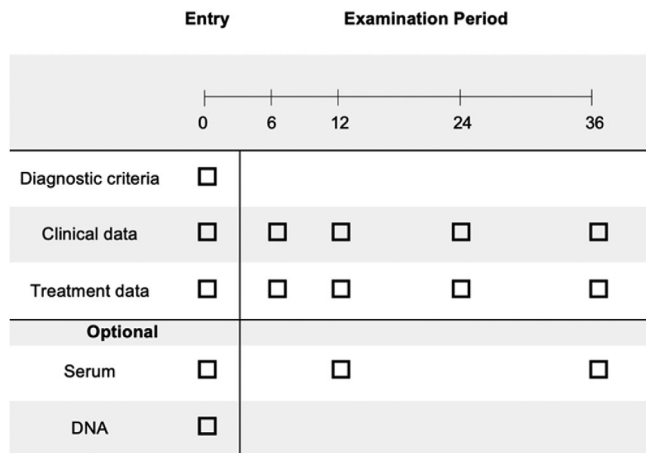 Entry Examination Period
0 6 12 24 36
Diagnostic criteria
Clinical data
Treatment data
Optional
Serum
DNA